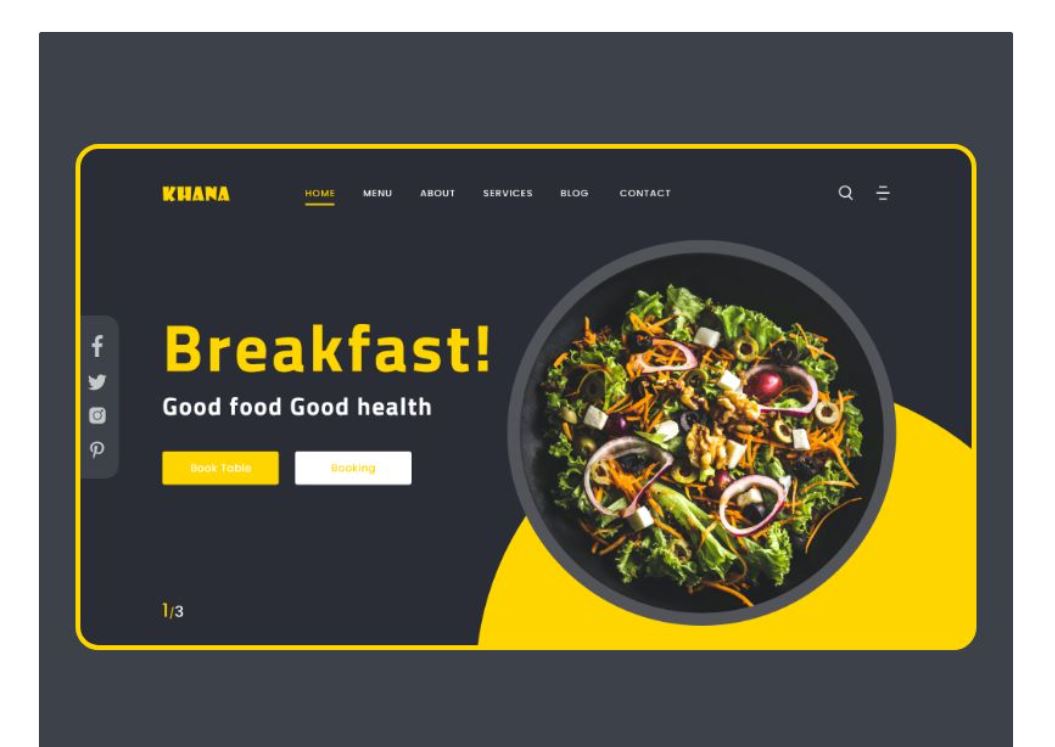 KHANA
HOME MENU ABOUT SERVICES BLOG CONTACT
Breakfast!
Good food Good health
Book Table Booking
1/3